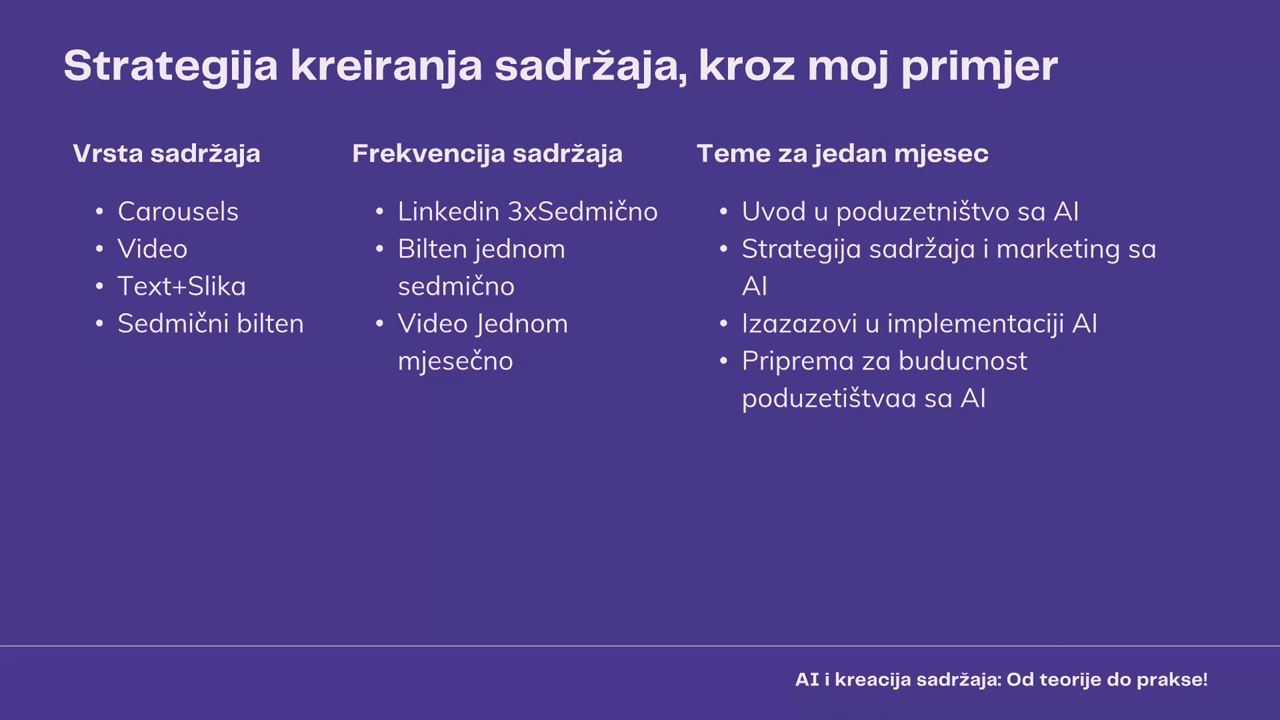 Strategija kreiranja sadržaja, kroz moj primjer
Vrsta sadržaja
• Carousels
• Video
• Text+Slika
• Sedmični bilten
Frekvencija sadržaja
• Linkedin 3xSedmično
• Bilten jednom
sedmično
• Video Jednom
mjesečno
Teme za jedan mjesec
• Uvod u poduzetništvo sa AI
• Strategija sadržaja i marketing sa
AI
• Izazazovi u implementaciji AI
• Priprema za buducnost
poduzetištvaa sa AI
AI i kreacija sadržaja: Od teorije do prakse!